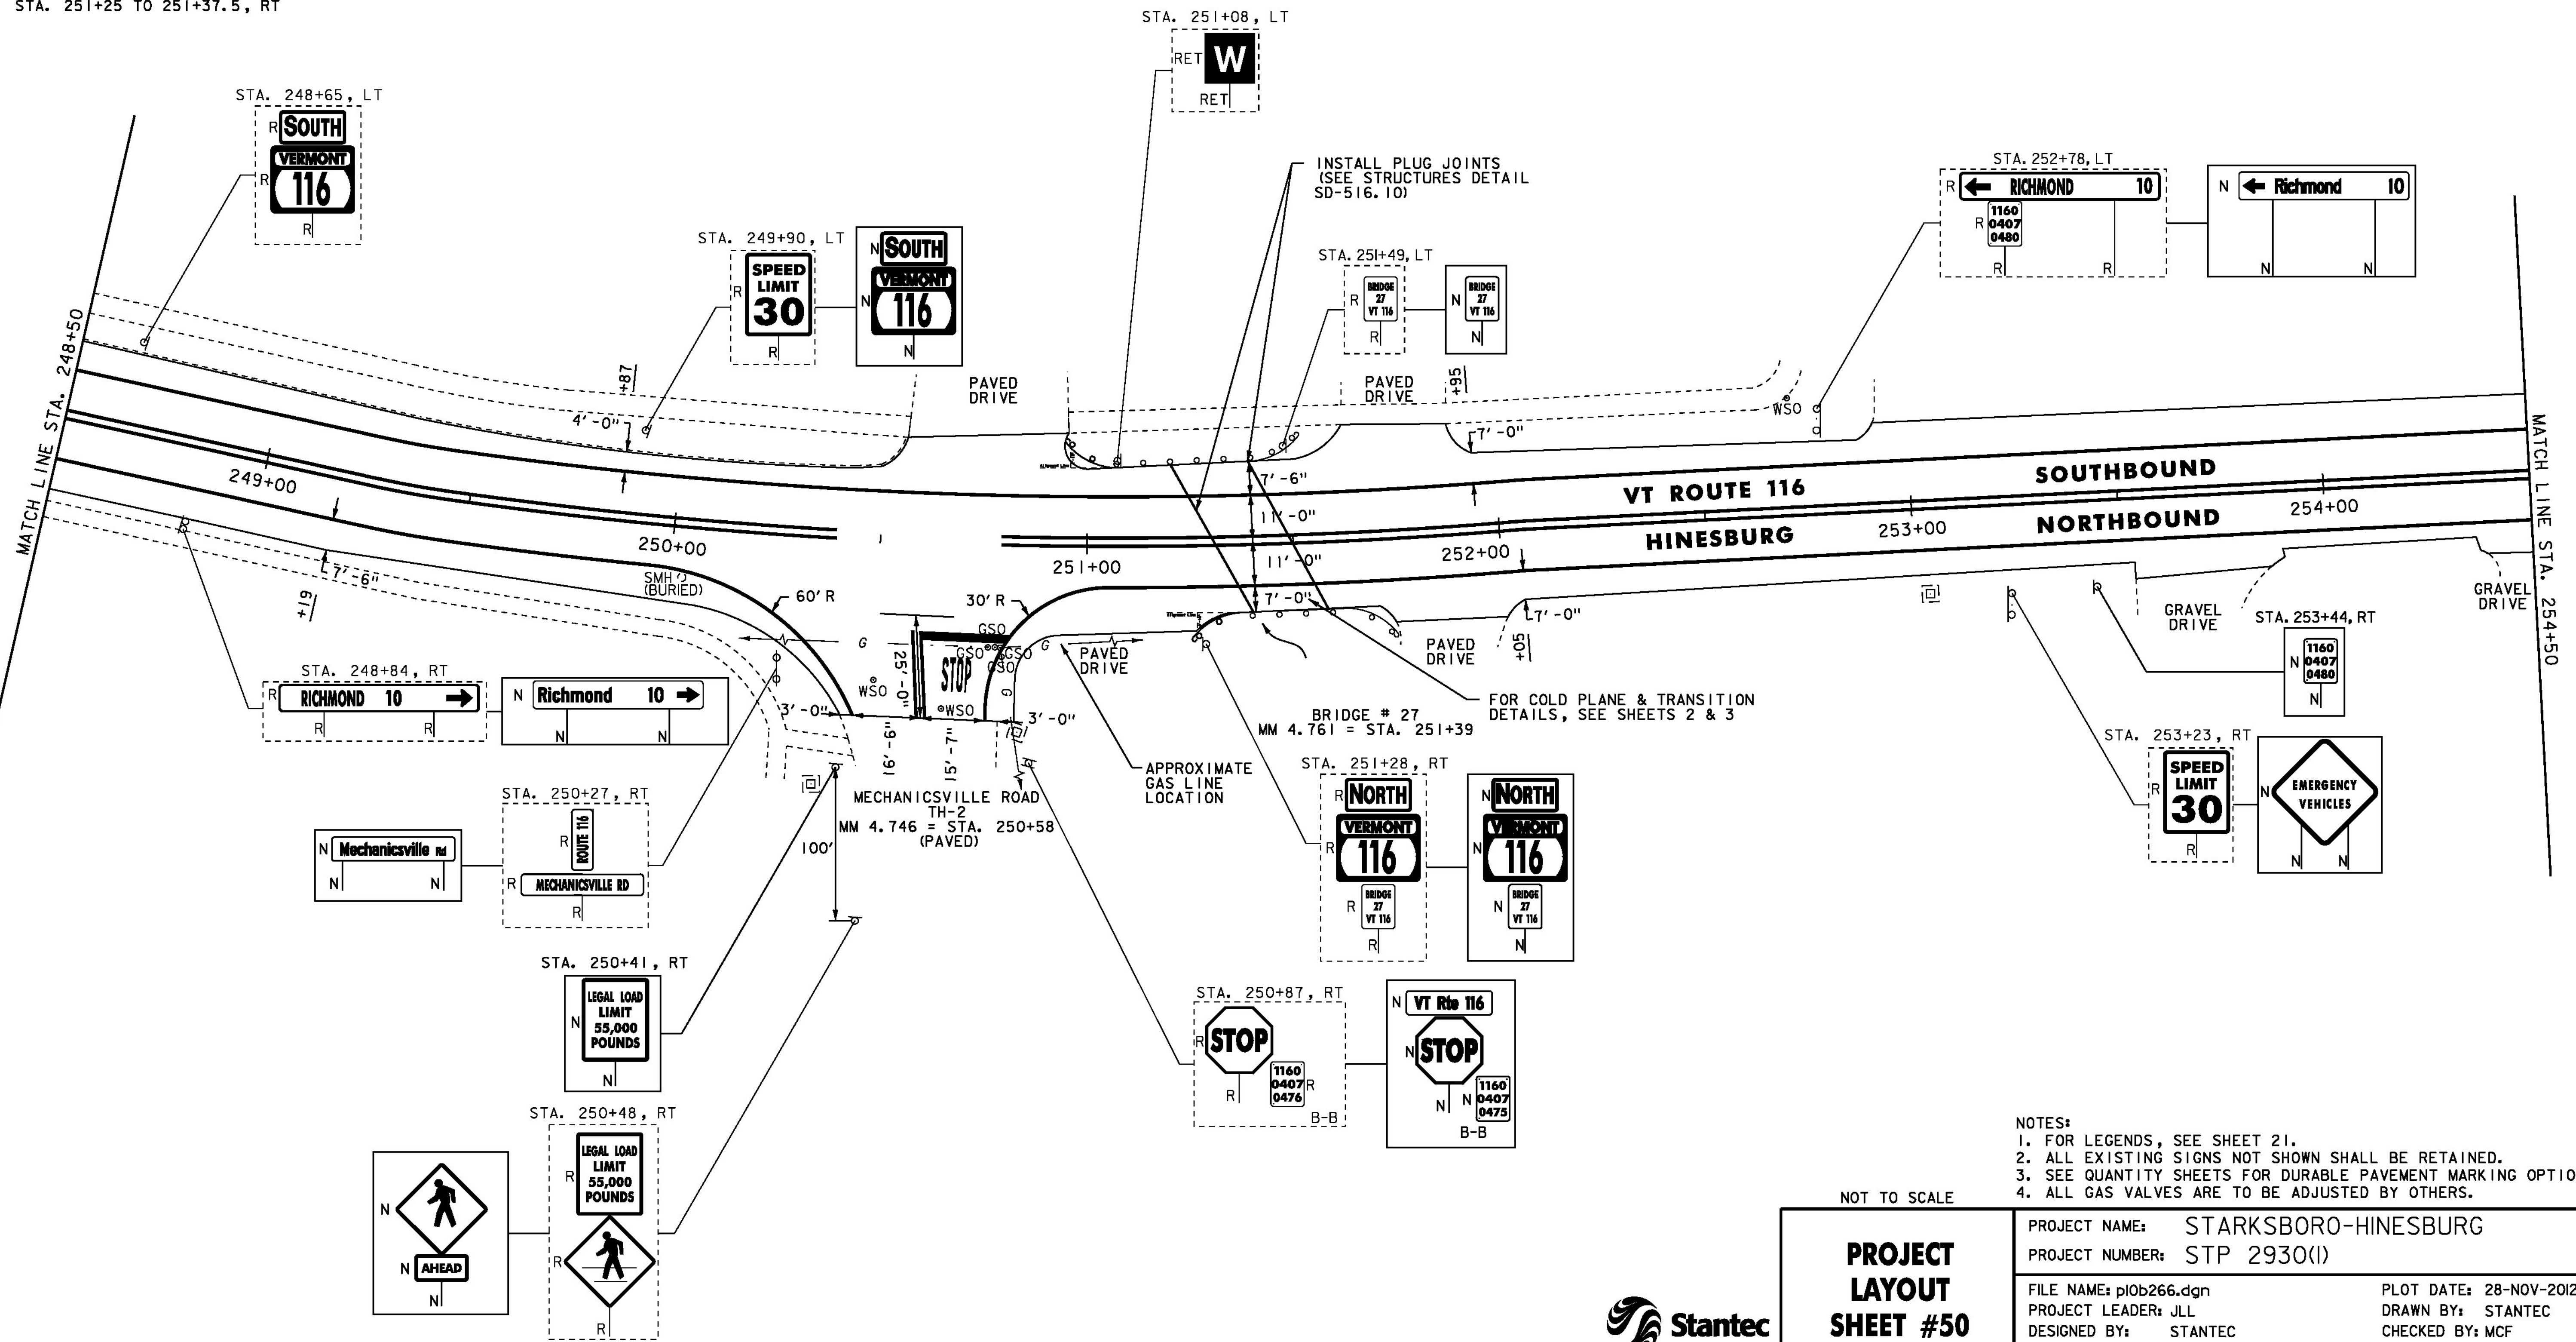 STA. 251+25 TO 251+37.5, RT
STA. 251+08, LT
RET W
RET
STA. 248+65, LT
R SOUTH
VERMONT
R 116
R
INSTALL PLUG JOINTS
(SEE STRUCTURES DETAIL
SD-516.10)
STA. 252+78, LT
R RICHMOND 10
1160
R 0407
0480
R R
N Richmond 10
N N
STA. 249+90, LT
SPEED
LIMIT
R 30
R
N SOUTH
VERMONT
N 116
N
STA. 251+49, LT
BRIDGE
R 27
VT 116
R
BRIDGE
N 27
VT 116
N
MATCH LINE STA. 248+50
+87
4'-0"
PAVED
DRIVE
PAVED
DRIVE
+95
WSO
7'-0"
7'-6"
11'-0"
11'-0"
7'-0"
249+00
250+00
251+00
252+00
253+00
254+00
VT ROUTE 116
SOUTHBOUND
HINESBURG
NORTHBOUND
MATCH LINE STA. 254+50
7'-6"
+19
SMH
(BURIED)
60' R
30' R
G
GSO
GSO
GSO
GSO
STOP
25'-0"
WSO
WSO
G
G
PAVED
DRIVE
3'-0"
3'-0"
16'-9"
15'-7"
PAVED
DRIVE
7'-0"
+05
GRAVEL
DRIVE
GRAVEL
DRIVE
STA. 253+44, RT
1160
N 0407
0480
N
STA. 248+84, RT
R RICHMOND 10
R R
N Richmond 10
N N
FOR COLD PLANE & TRANSITION
DETAILS, SEE SHEETS 2 & 3
BRIDGE # 27
MM 4.761 = STA. 251+39
APPROXIMATE
GAS LINE
LOCATION
MECHANICSVILLE ROAD
TH-2
MM 4.746 = STA. 250+58
(PAVED)
100'
STA. 250+27, RT
R ROUTE 116
R MECHANICSVILLE RD
R
N Mechanicsville Rd
N N
STA. 251+28, RT
R NORTH
VERMONT
R 116
BRIDGE
R 27
VT 116
R
N NORTH
VERMONT
N 116
BRIDGE
N 27
VT 116
N
STA. 253+23, RT
SPEED
LIMIT
R 30
R
N EMERGENCY
VEHICLES
N N
STA. 250+41, RT
LEGAL LOAD
LIMIT
N 55,000
POUNDS
N
STA. 250+87, RT
R STOP
R
1160
0407 R
0476
B-B
N VT Rte 116
N STOP
N
1160
N 0407
0475
B-B
STA. 250+48, RT
LEGAL LOAD
LIMIT
R 55,000
POUNDS
R
R
N
N AHEAD
N
NOTES:
1. FOR LEGENDS, SEE SHEET 21.
2. ALL EXISTING SIGNS NOT SHOWN SHALL BE RETAINED.
3. SEE QUANTITY SHEETS FOR DURABLE PAVEMENT MARKING OPTIO
4. ALL GAS VALVES ARE TO BE ADJUSTED BY OTHERS.
NOT TO SCALE
Stantec
PROJECT
LAYOUT
SHEET #50
PROJECT NAME: STARKSBORO-HINESBURG
PROJECT NUMBER: STP 2930(1)
FILE NAME: p10b266.dgn PLOT DATE: 28-NOV-2012
PROJECT LEADER: JLL DRAWN BY: STANTEC
DESIGNED BY: STANTEC CHECKED BY: MCF